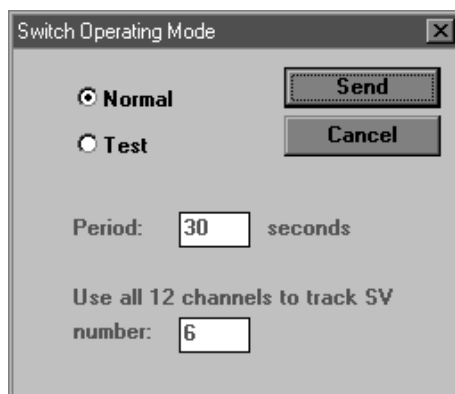 Switch Operating Mode
Normal
Send
Test
Cancel
Period: 30 seconds
Use all 12 channels to track SV
number: 6